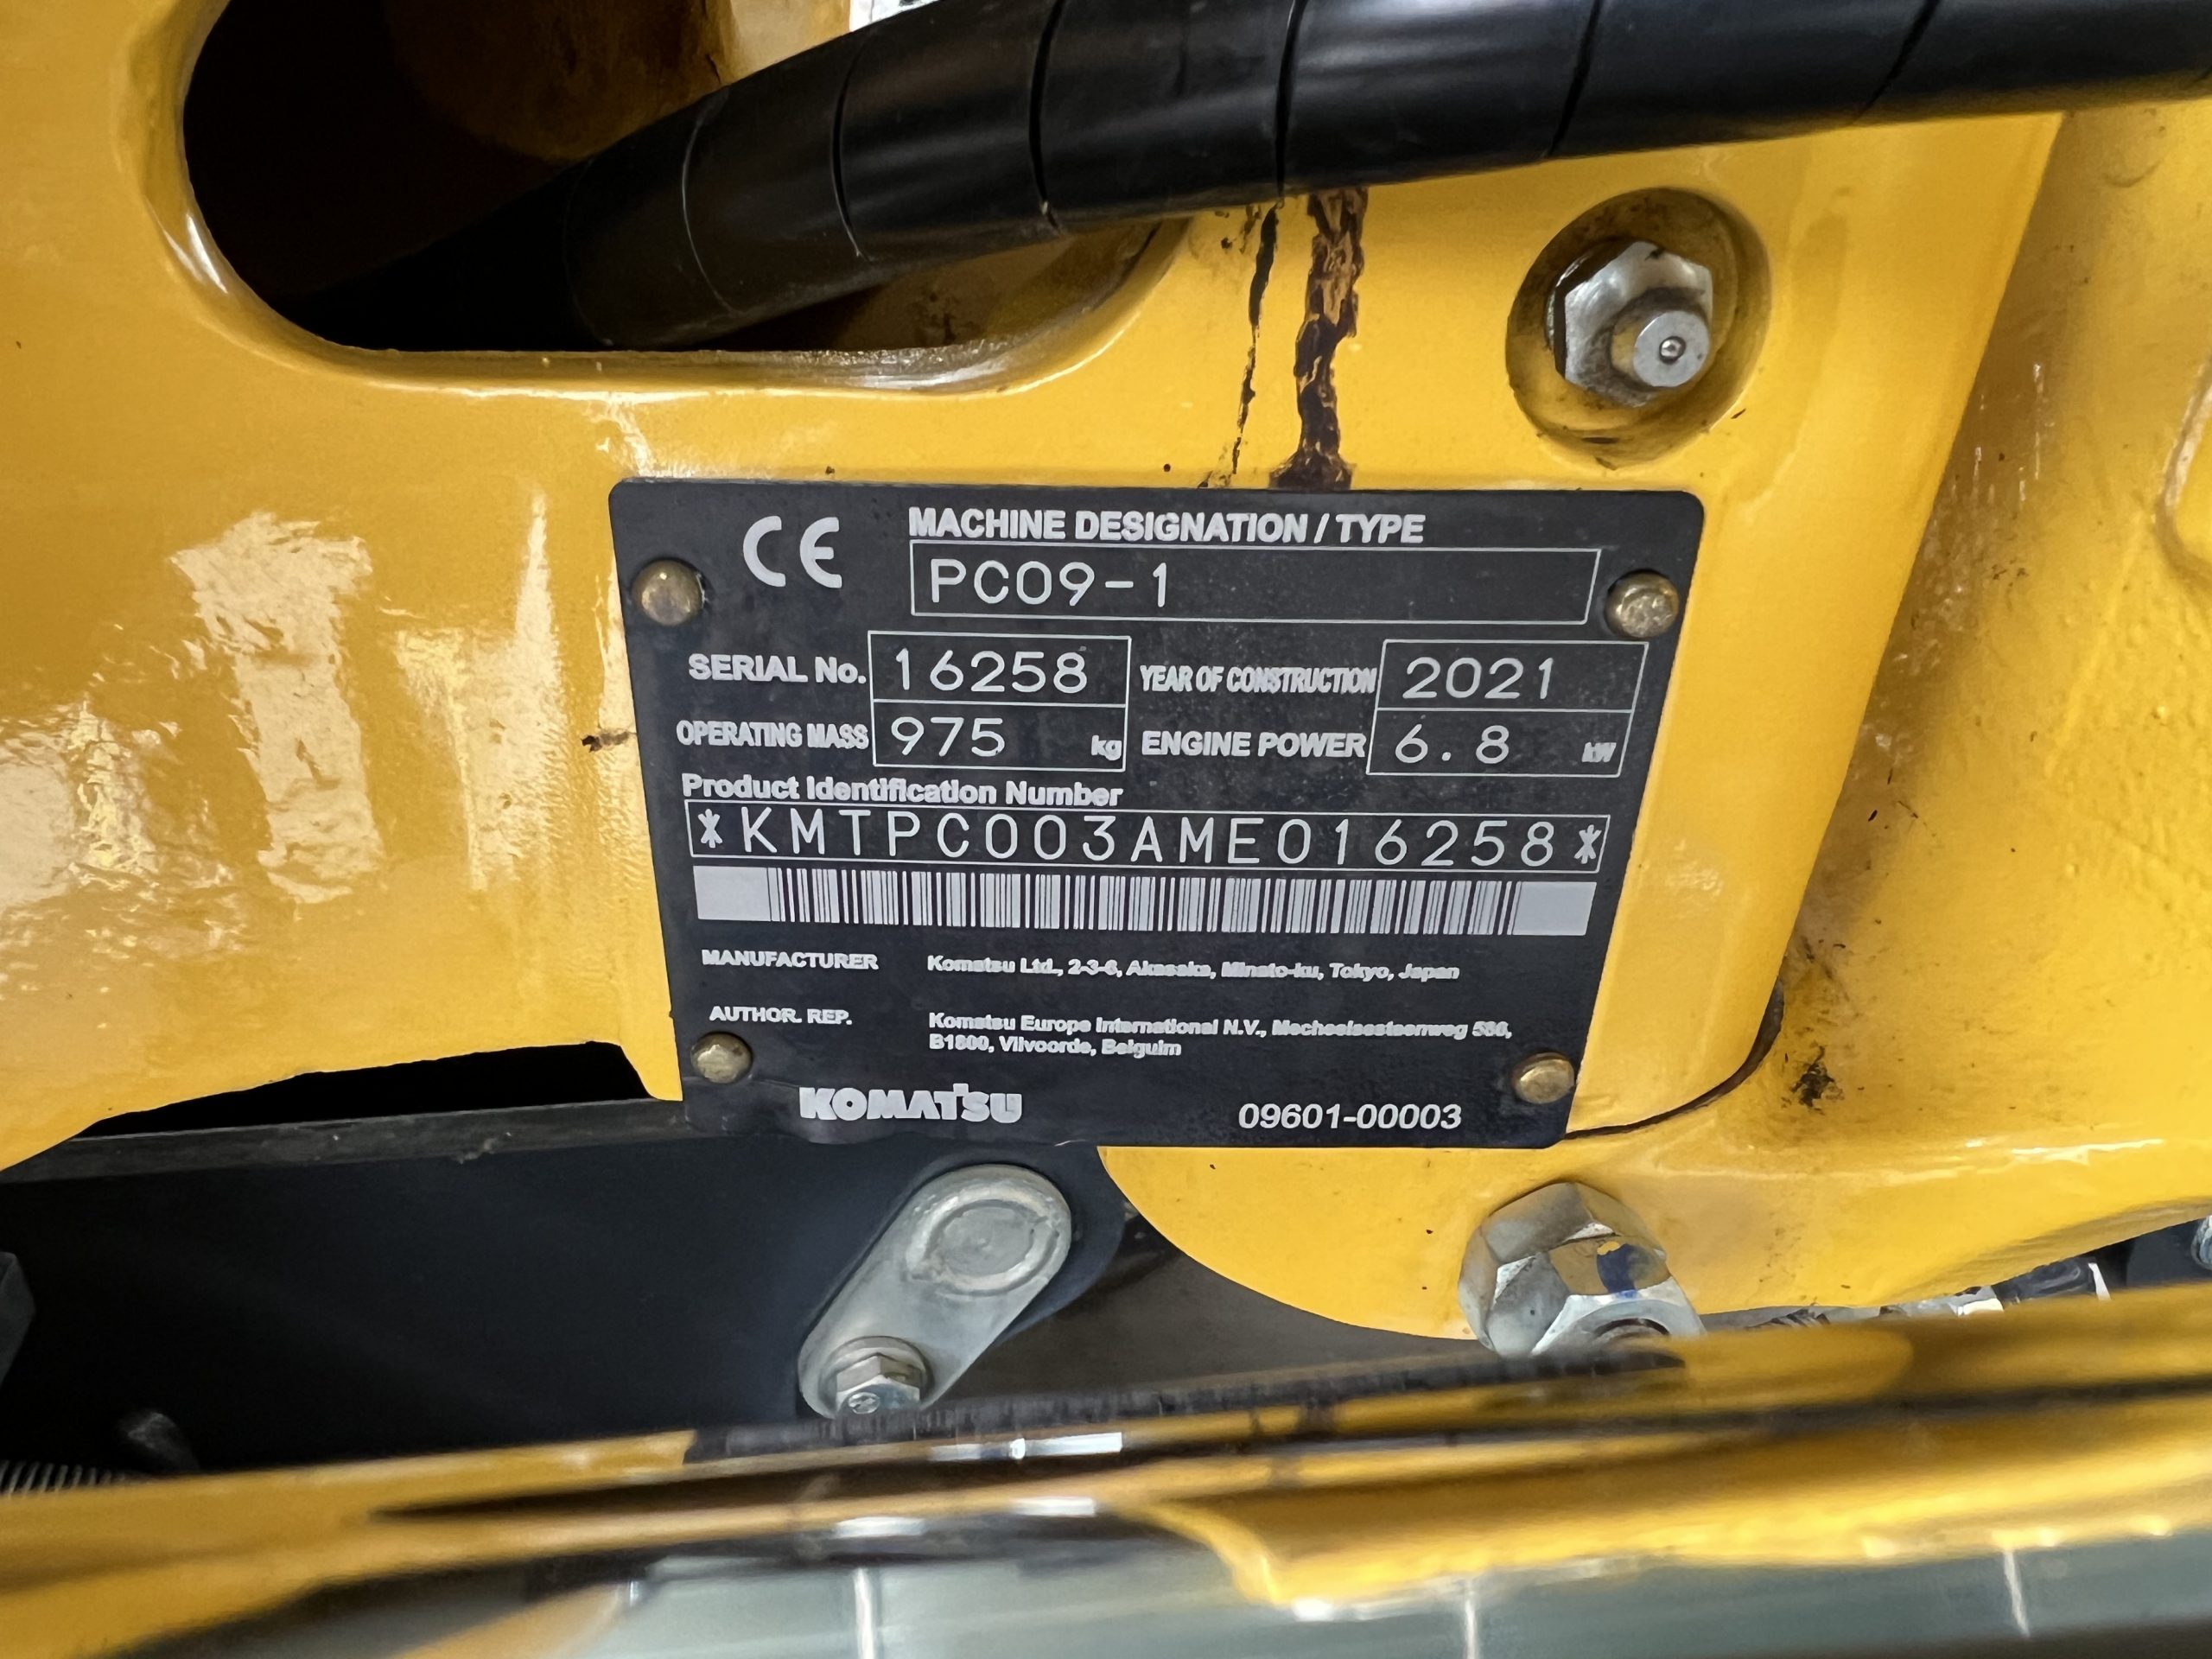 CE
MACHINE DESIGNATION / TYPE
PC09-1
SERIAL No. 16258 YEAR OF CONSTRUCTION 2021
OPERATING MASS 975 kg ENGINE POWER 6.8 kW
Product Identification Number
*KMTPC003AME016258*
MANUFACTURER Komatsu Ltd., 2-3-6, Akasaka, Minato-ku, Tokyo, Japan
AUTHOR. REP. Komatsu Europe International N.V., 586,
B1800, Vilvoorde, Belguim
KOMATSU 09601-00003